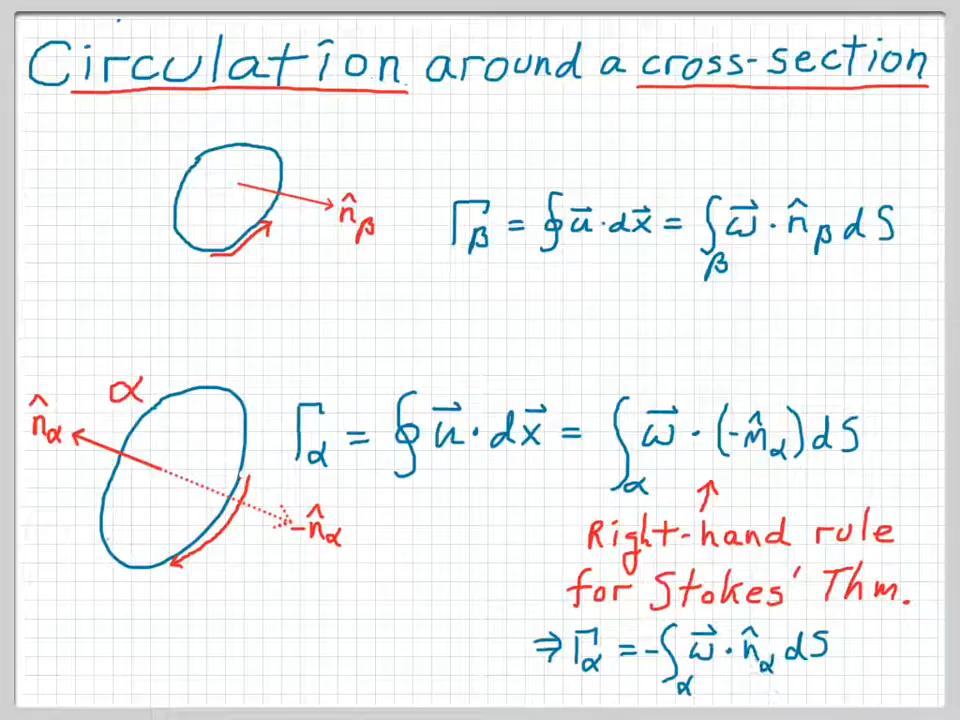 Circulation around a cross-section
n̂β
Γβ = ∮ u⃗ · dx⃗ = ∫β ω⃗ · n̂β dS
α
n̂α
Γα = ∮ u⃗ · dx⃗ = ∫α ω⃗ · (-n̂α) dS
-n̂α
↑
Right-hand rule
for Stokes' Thm.
⇒ Γα = -∫α ω⃗ · n̂α dS